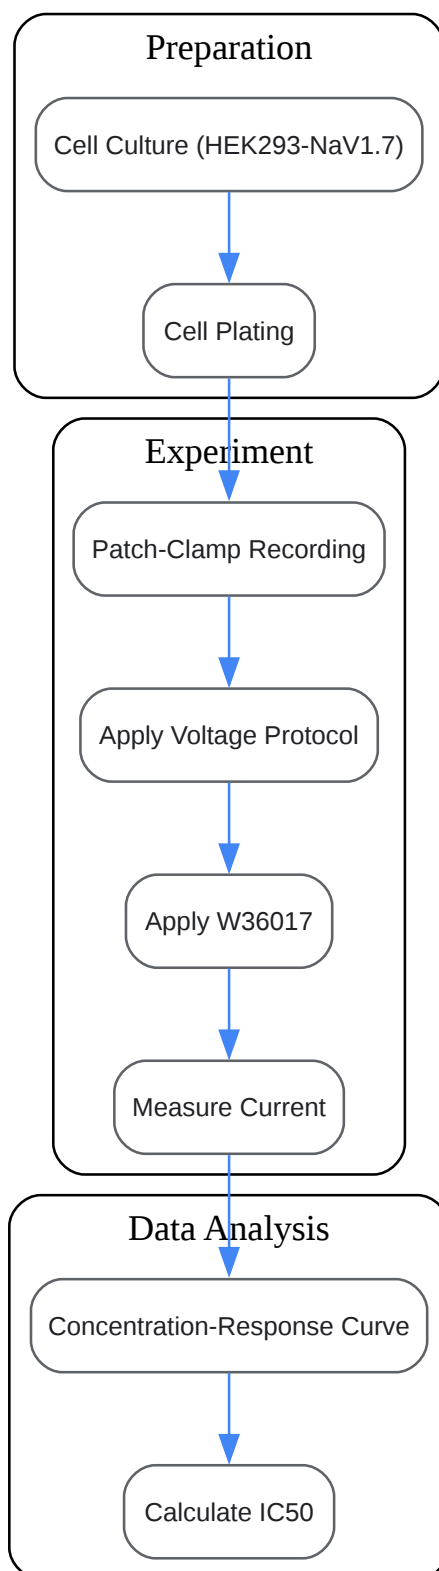 Preparation
Cell Culture (HEK293-NaV1.7)
Cell Plating
Experiment
Patch-Clamp Recording
Apply Voltage Protocol
Apply W36017
Measure Current
Data Analysis
Concentration-Response Curve
Calculate IC50